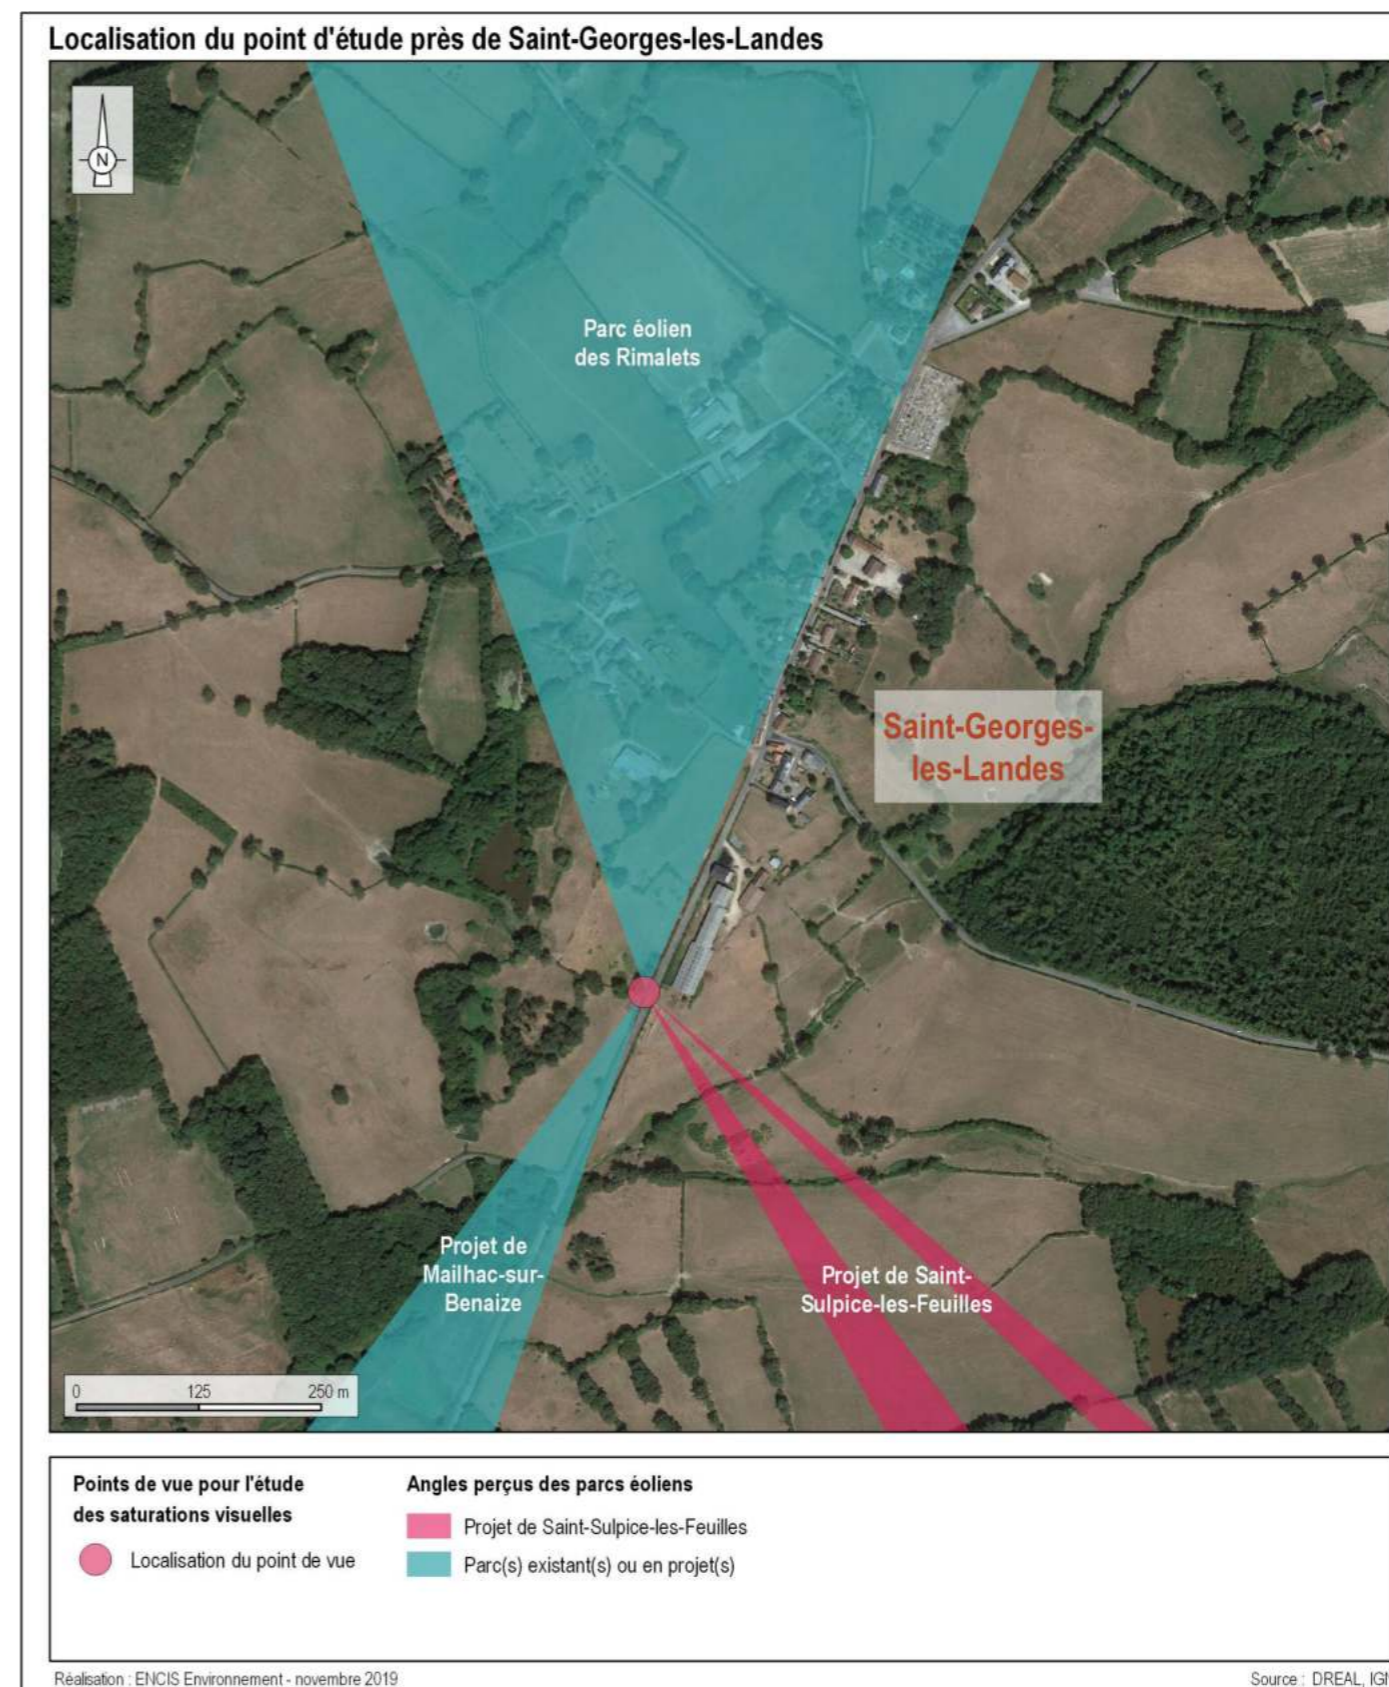 Localisation du point d'étude près de Saint-Georges-les-Landes
N
Parc éolien
des Rimalets
Saint-Georges-
les-Landes
Projet de
Mailhac-sur-
Benaize
Projet de Saint-
Sulpice-les-Feuilles
0 125 250 m
Points de vue pour l'étude
des saturations visuelles
Localisation du point de vue
Angles perçus des parcs éoliens
Projet de Saint-Sulpice-les-Feuilles
Parc(s) existant(s) ou en projet(s)
Réalisation : ENCIS Environnement - novembre 2019
Source : DREAL,